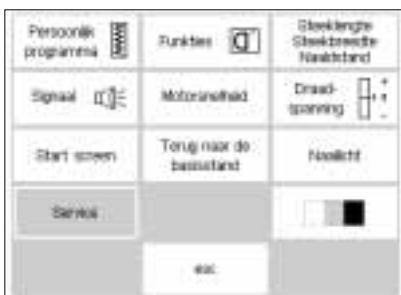 Persoonlijk
programma
Funkties
Steeklengte
Steekbreedte
Naaldstand
Signaal
Motorsnelheid
Draad-
spanning
Start screen
Terug naar de
basisstand
Naailicht
Service
esc